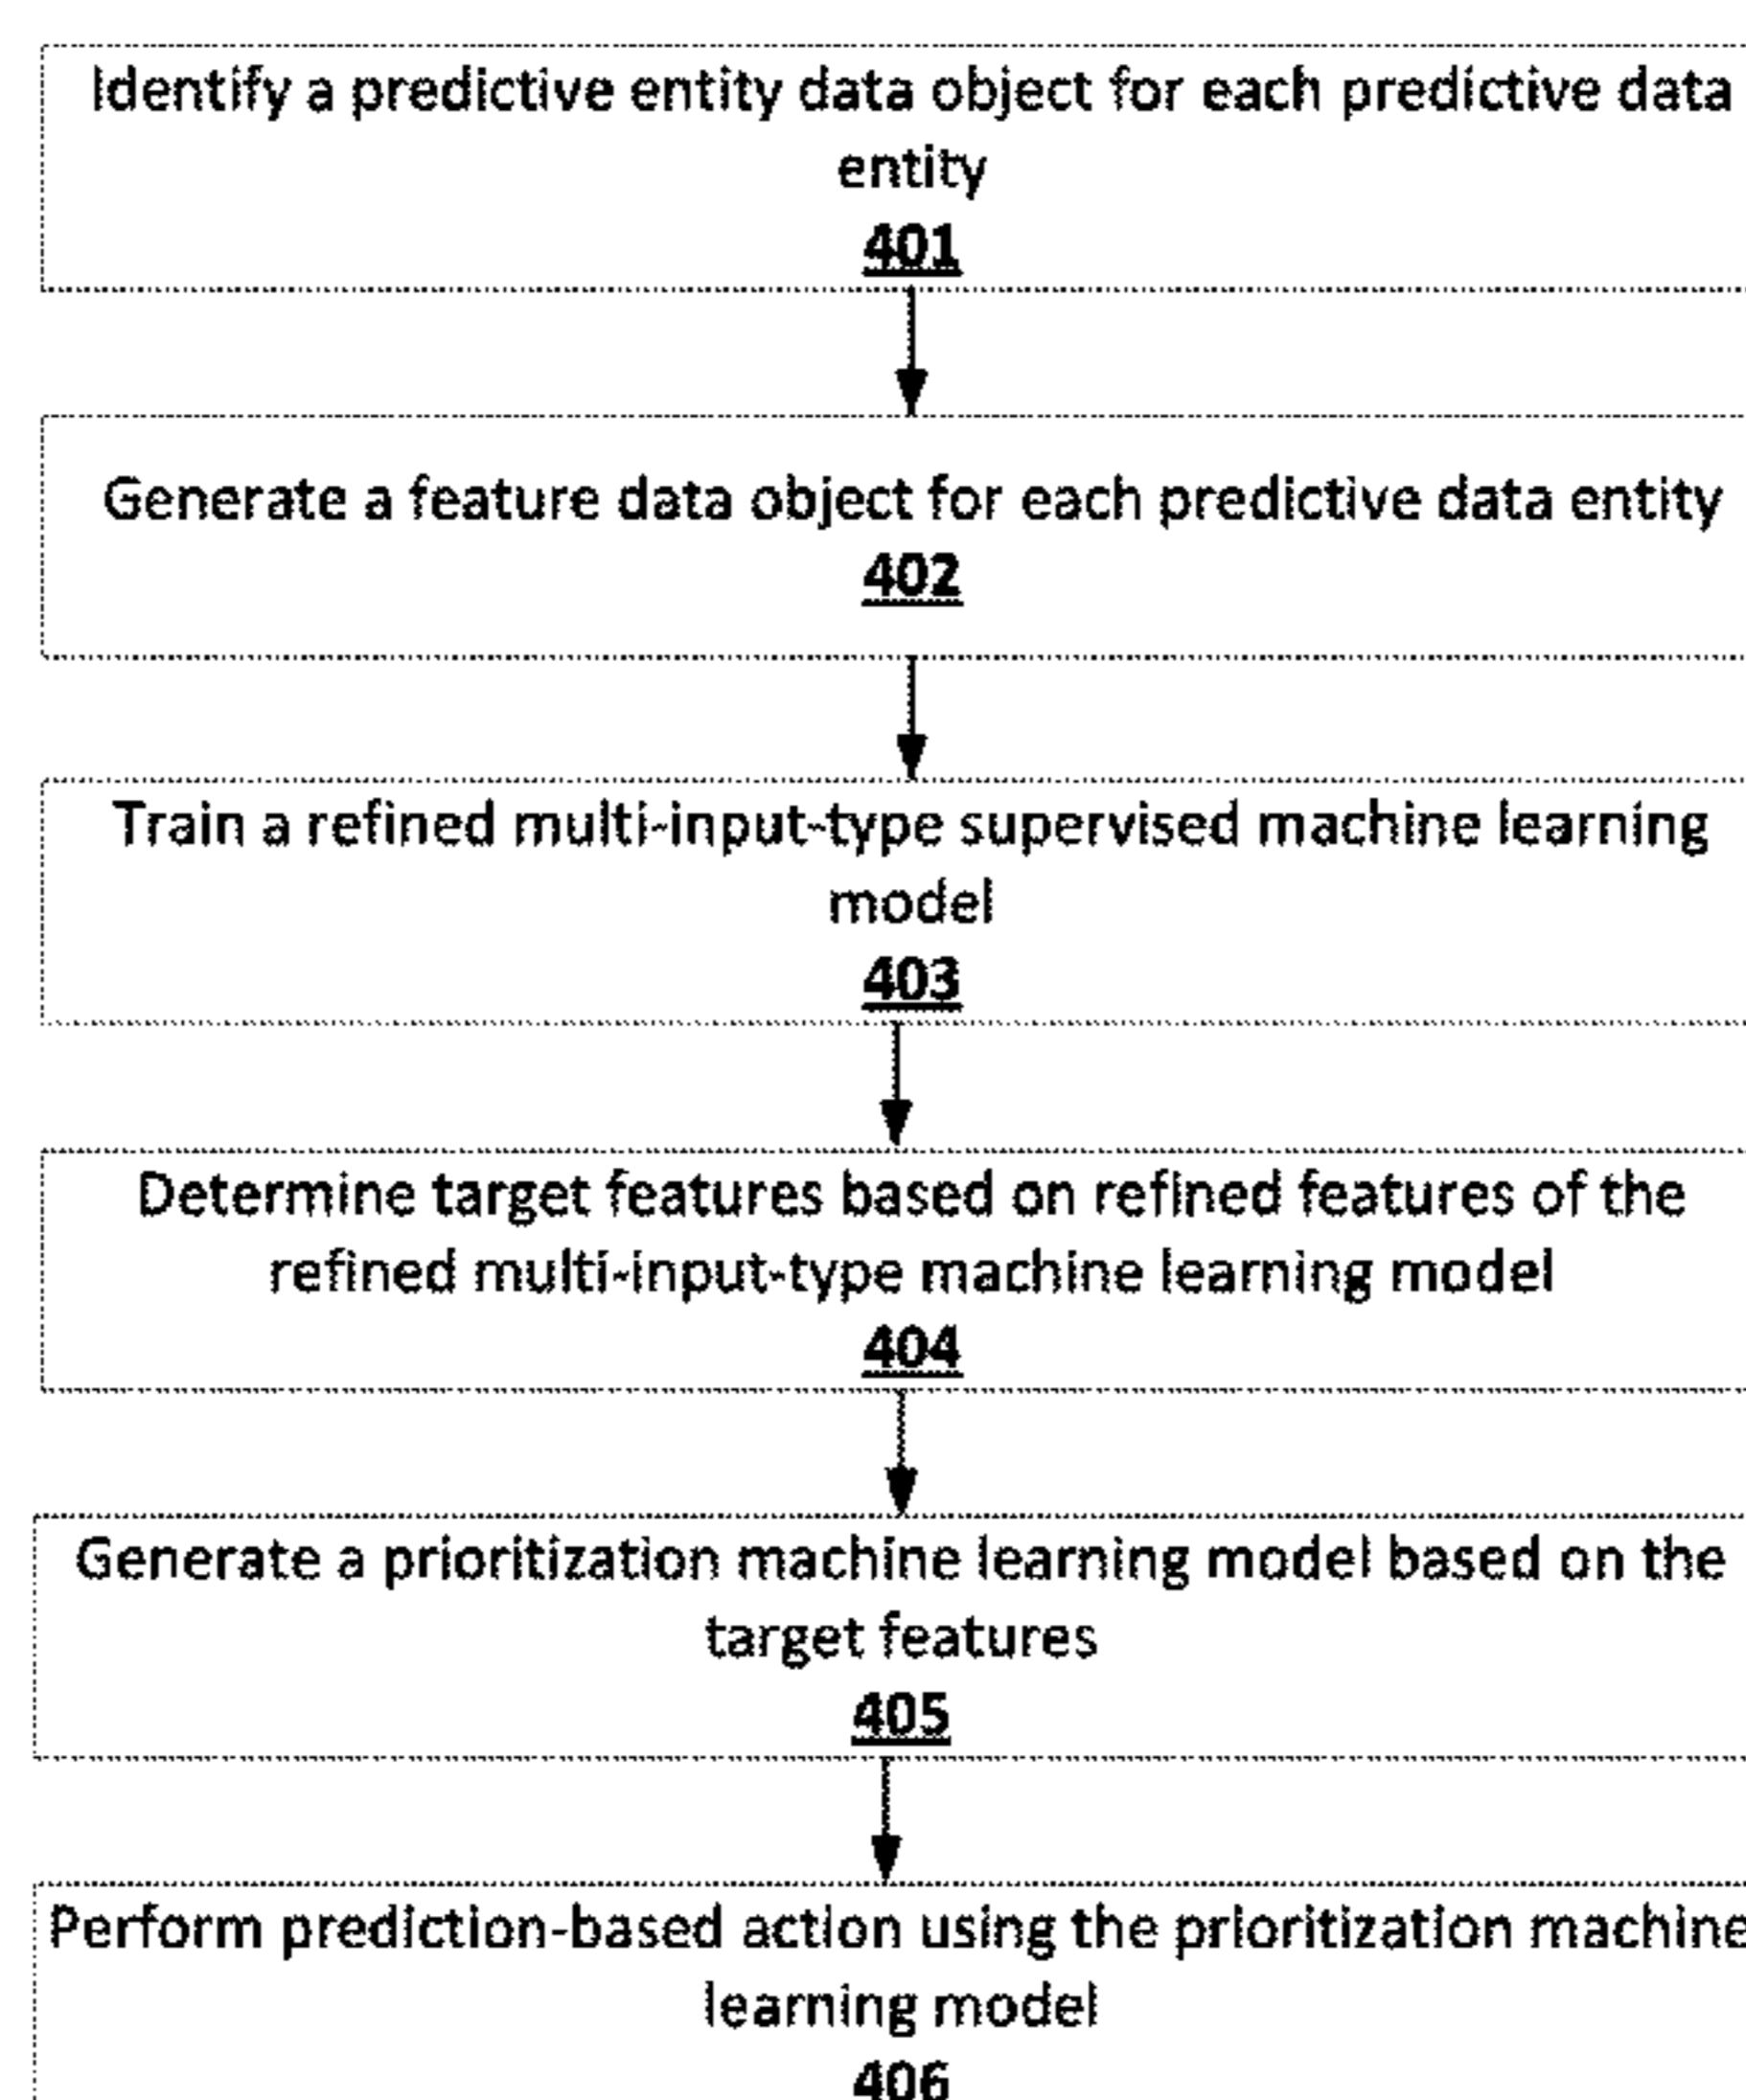 Identify a predictive entity data object for each predictive data
entity
401
Generate a feature data object for each predictive data entity
402
Train a refined multi-input-type supervised machine learning
model
403
Determine target features based on refined features of the
refined multi-input-type machine learning model
404
Generate a prioritization machine learning model based on the
target features
405
Perform prediction-based action using the prioritization machine
learning model
406